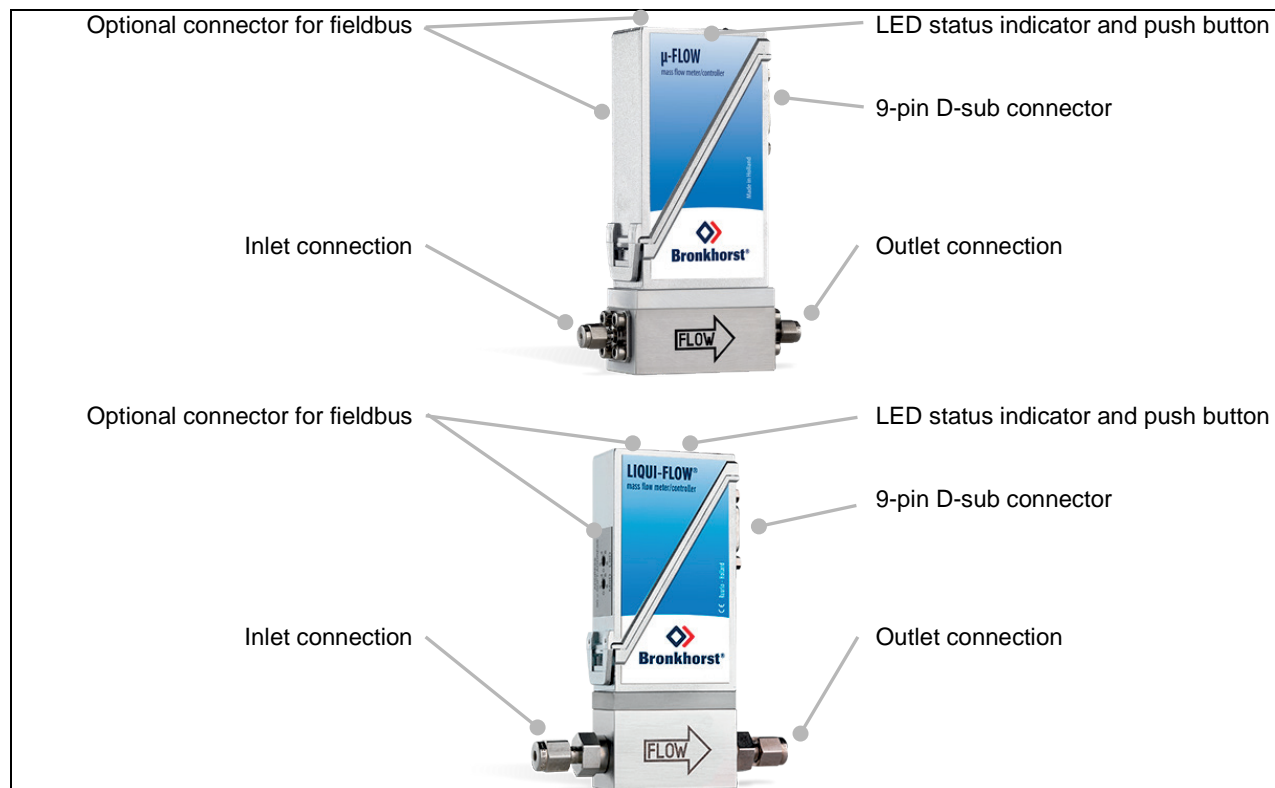 Optional connector for fieldbus
LED status indicator and push button
µ-FLOW
mass flow meter/controller
9-pin D-sub connector
Made in Holland
Inlet connection
Outlet connection
Bronkhorst®
FLOW
Optional connector for fieldbus
LED status indicator and push button
LIQUI-FLOW®
mass flow meter/controller
9-pin D-sub connector
Inlet connection
Outlet connection
Bronkhorst®
FLOW